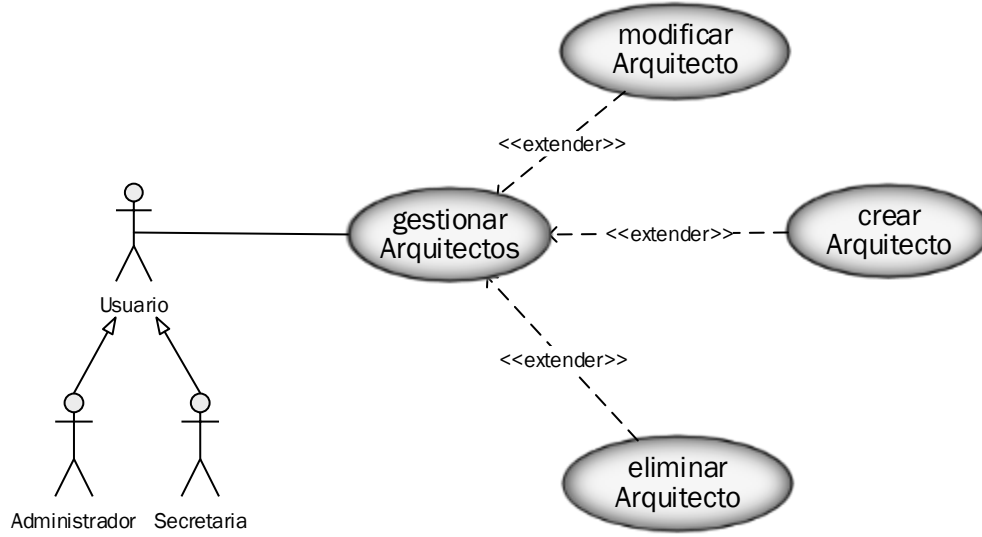 modificar
Arquitecto
<<extender>>
gestionar
Arquitectos
<<extender>>
crear
Arquitecto
Usuario
<<extender>>
eliminar
Arquitecto
Administrador
Secretaria